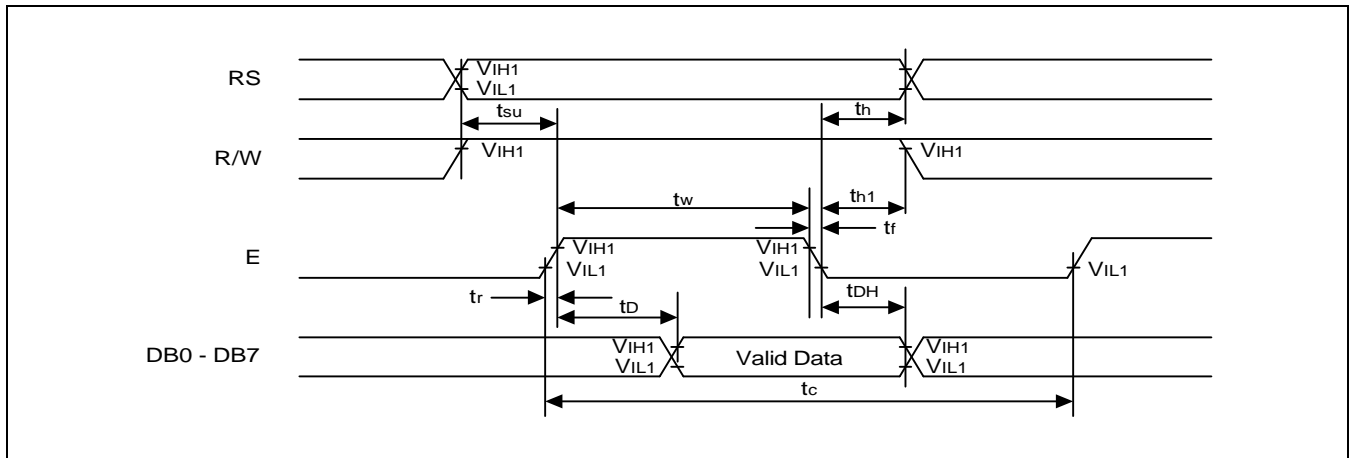 RS
VIH1
VIL1
tsu
th
R/W
VIH1
VIH1
tw
th1
tf
E
VIH1
VIL1
VIH1
VIL1
VIL1
tr
tD
tDH
DB0 - DB7
VIH1
VIL1
Valid Data
VIH1
VIL1
tc